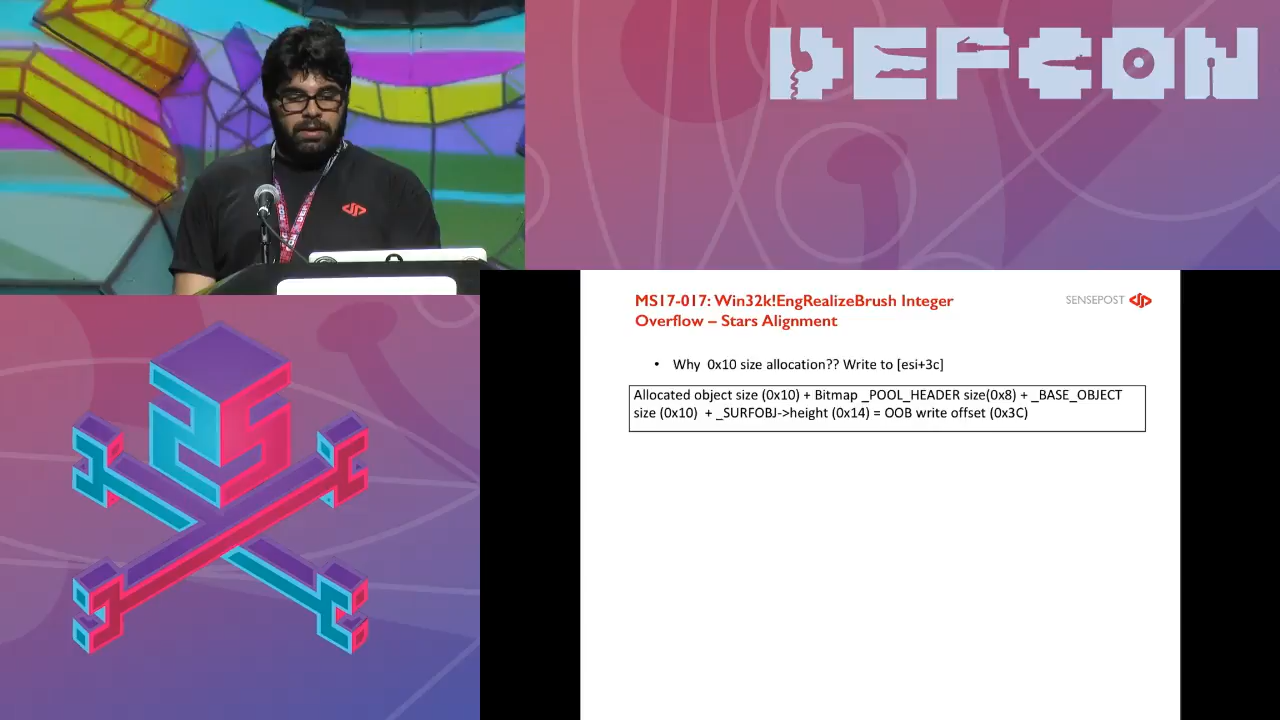 DEFCON
MS17-017: Win32k!EngRealizeBrush Integer
Overflow – Stars Alignment
SENSEPOST
• Why 0x10 size allocation?? Write to [esi+3c]
Allocated object size (0x10) + Bitmap _POOL_HEADER size(0x8) + _BASE_OBJECT
size (0x10) + _SURFOBJ->height (0x14) = OOB write offset (0x3C)